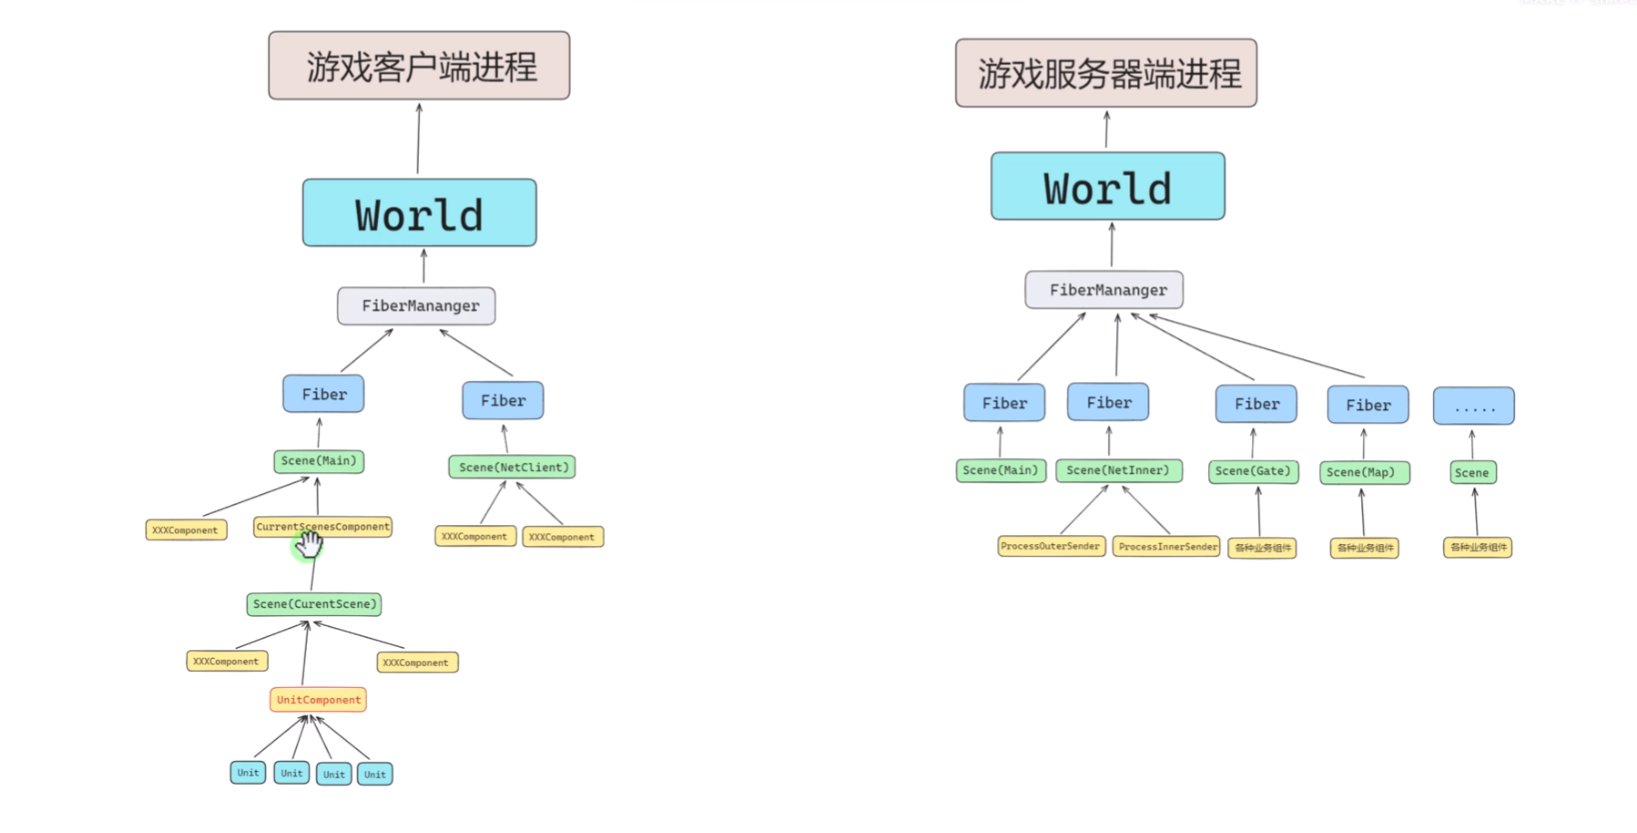 游戏客户端进程
World
FiberMananger
Fiber
Fiber
Scene(Main)
Scene(NetClient)
XXXComponent
CurrentScenesComponent
XXXComponent
XXXComponent
Scene(CurentScene)
XXXComponent
XXXComponent
UnitComponent
Unit
Unit
Unit
Unit
游戏服务器端进程
World
FiberMananger
Fiber
Fiber
Fiber
Fiber
.....
Scene(Main)
Scene(NetInner)
Scene(Gate)
Scene(Map)
Scene
ProcessOuterSender
ProcessInnerSender
各种业务组件
各种业务组件
各种业务组件